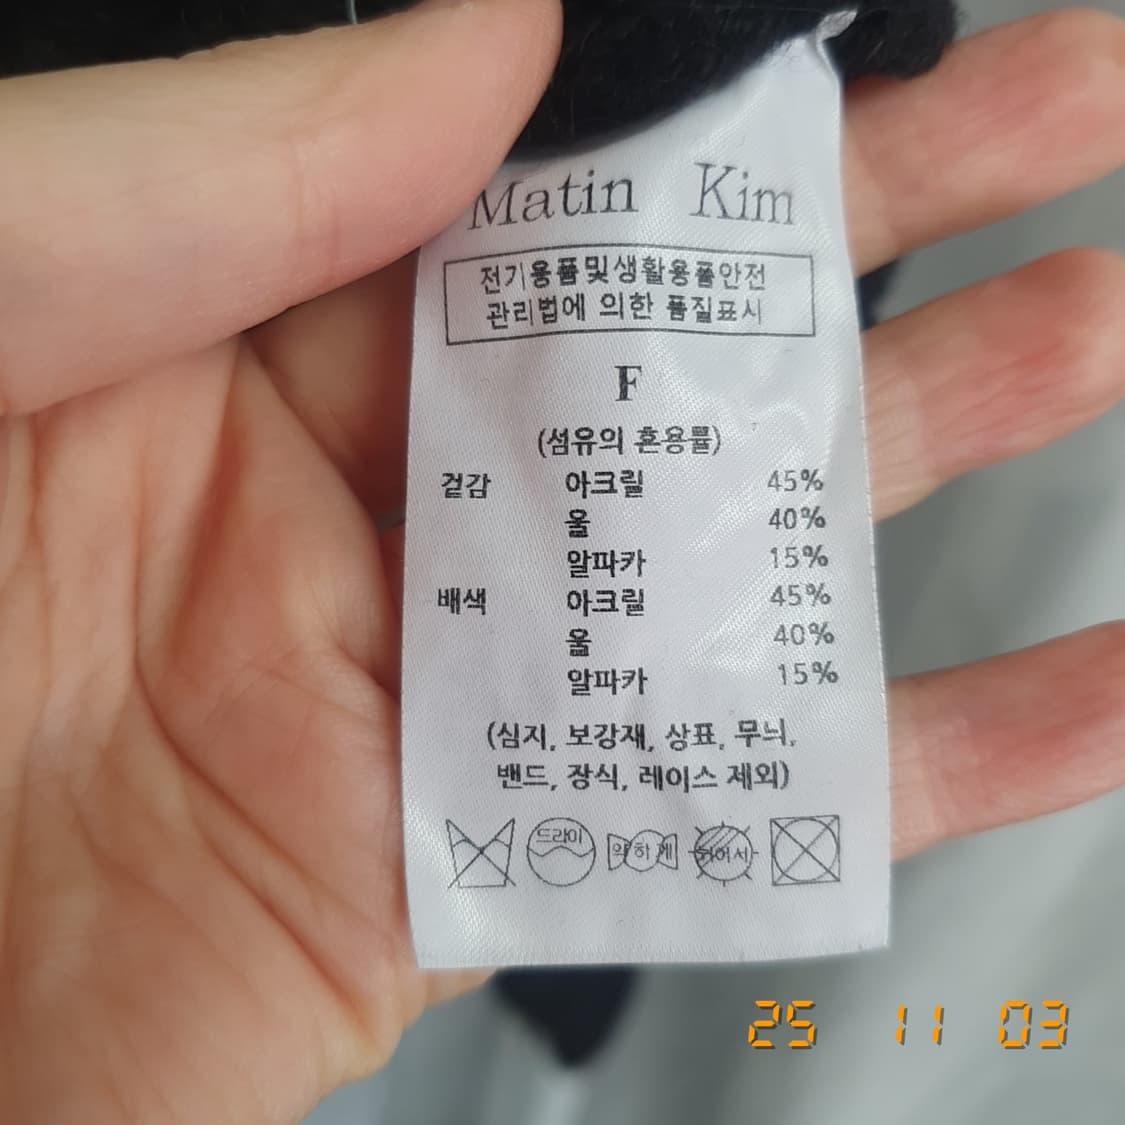 Matin Kim
전기용품및생활용품안전
관리법에 의한 품질표시
F
(섬유의 혼용률)
겉감 아크릴 45%
울 40%
알파카 15%
배색 아크릴 45%
울 40%
알파카 15%
(심지, 보강재, 상표, 무늬,
밴드, 장식, 레이스 제외)
드라이 약하게 뉘어서
25 11 03